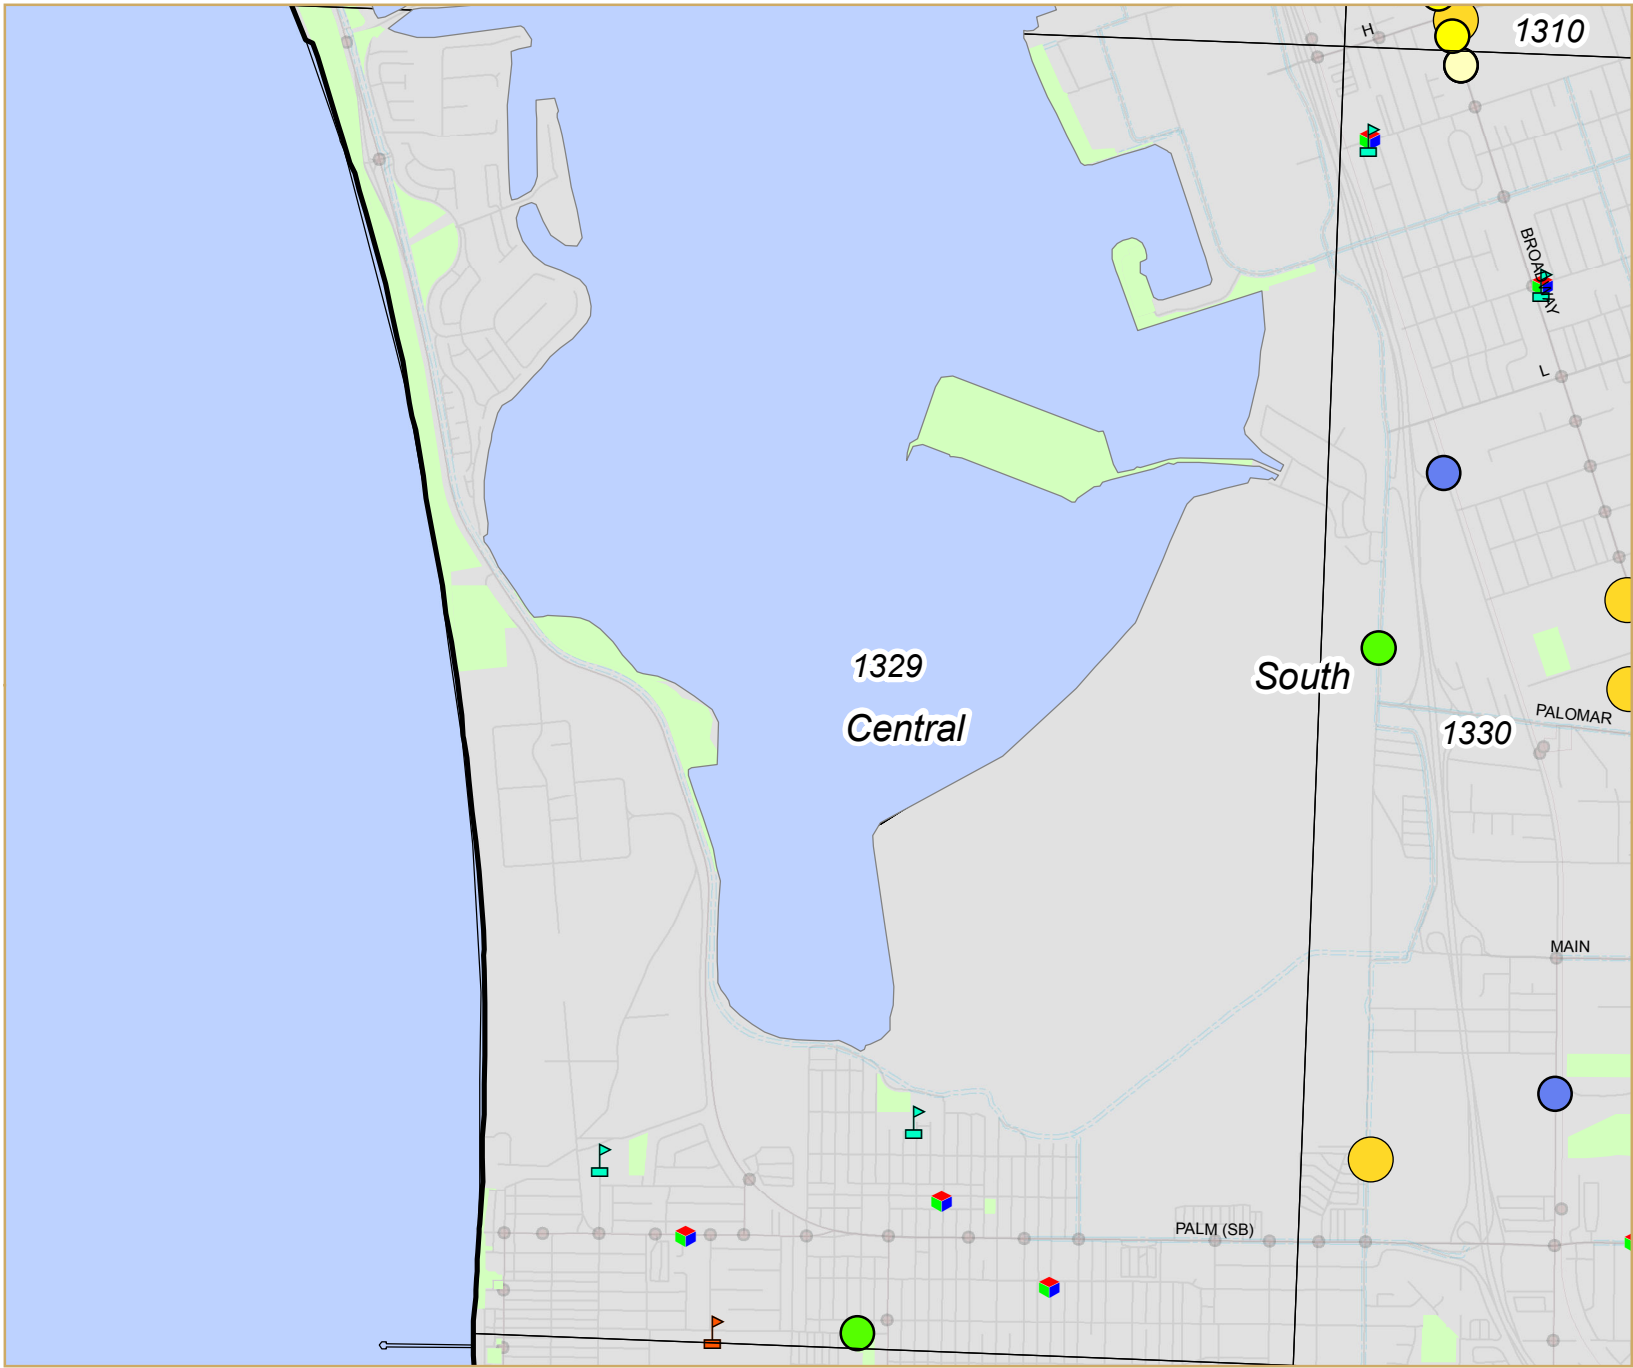 H
1310
BROADWAY
L
1329
South
Central
PALOMAR
1330
MAIN
PALM (SB)